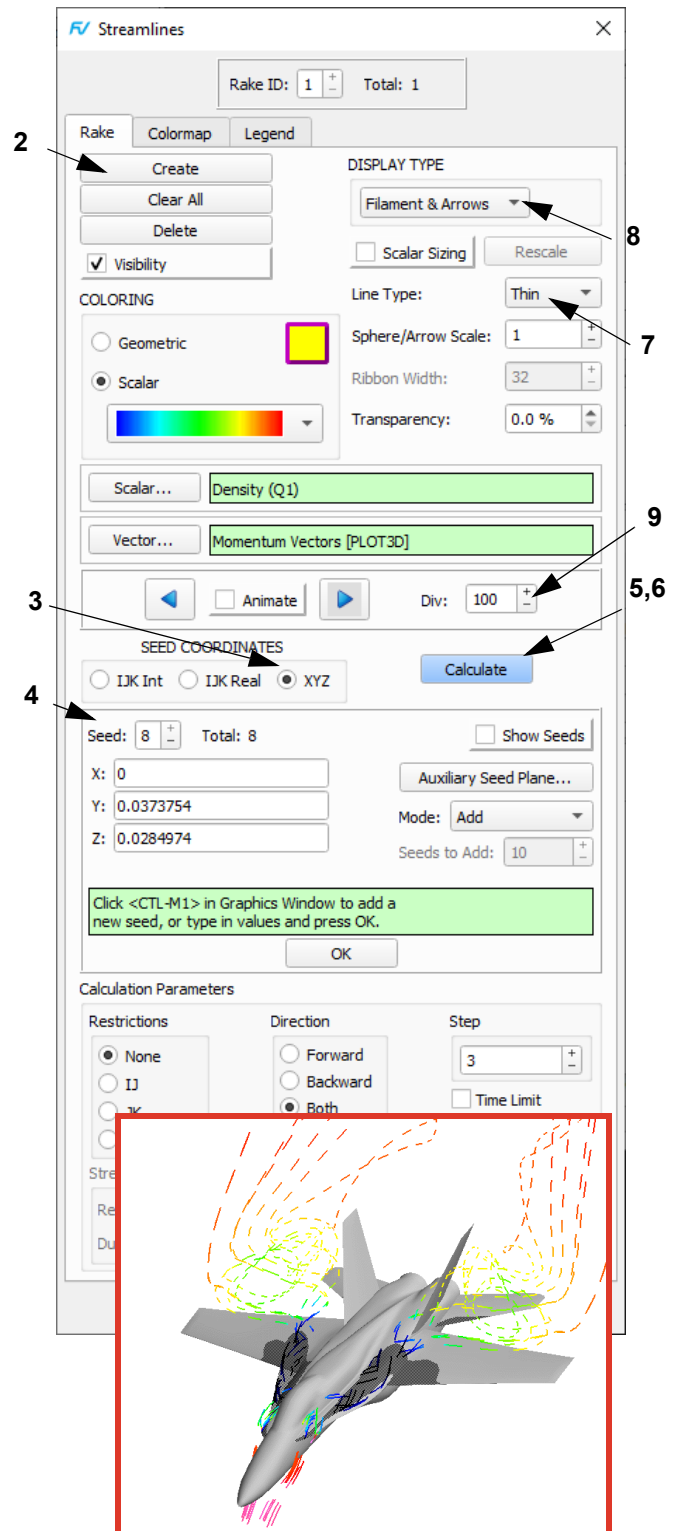 FV Streamlines
Rake ID: 1 Total: 1
Rake Colormap Legend
2
Create
DISPLAY TYPE
Clear All
Filament & Arrows
Delete
8
Visibility
Scalar Sizing Rescale
COLORING
Line Type: Thin
7
Geometric
Sphere/Arrow Scale: 1
Scalar
Ribbon Width: 32
Transparency: 0.0 %
Scalar... Density (Q1)
Vector... Momentum Vectors [PLOT3D]
9
Animate Div: 100
3
5,6
SEED COORDINATES
Calculate
IJK Int IJK Real XYZ
4
Seed: 8 Total: 8 Show Seeds
X: 0
Auxiliary Seed Plane...
Y: 0.0373754
Mode: Add
Z: 0.0284974
Seeds to Add: 10
Click <CTL-M1> in Graphics Window to add a
new seed, or type in values and press OK.
OK
Calculation Parameters
Restrictions Direction Step
None Forward 3
IJ Backward
JK Both Time Limit
Stre
Re
Du